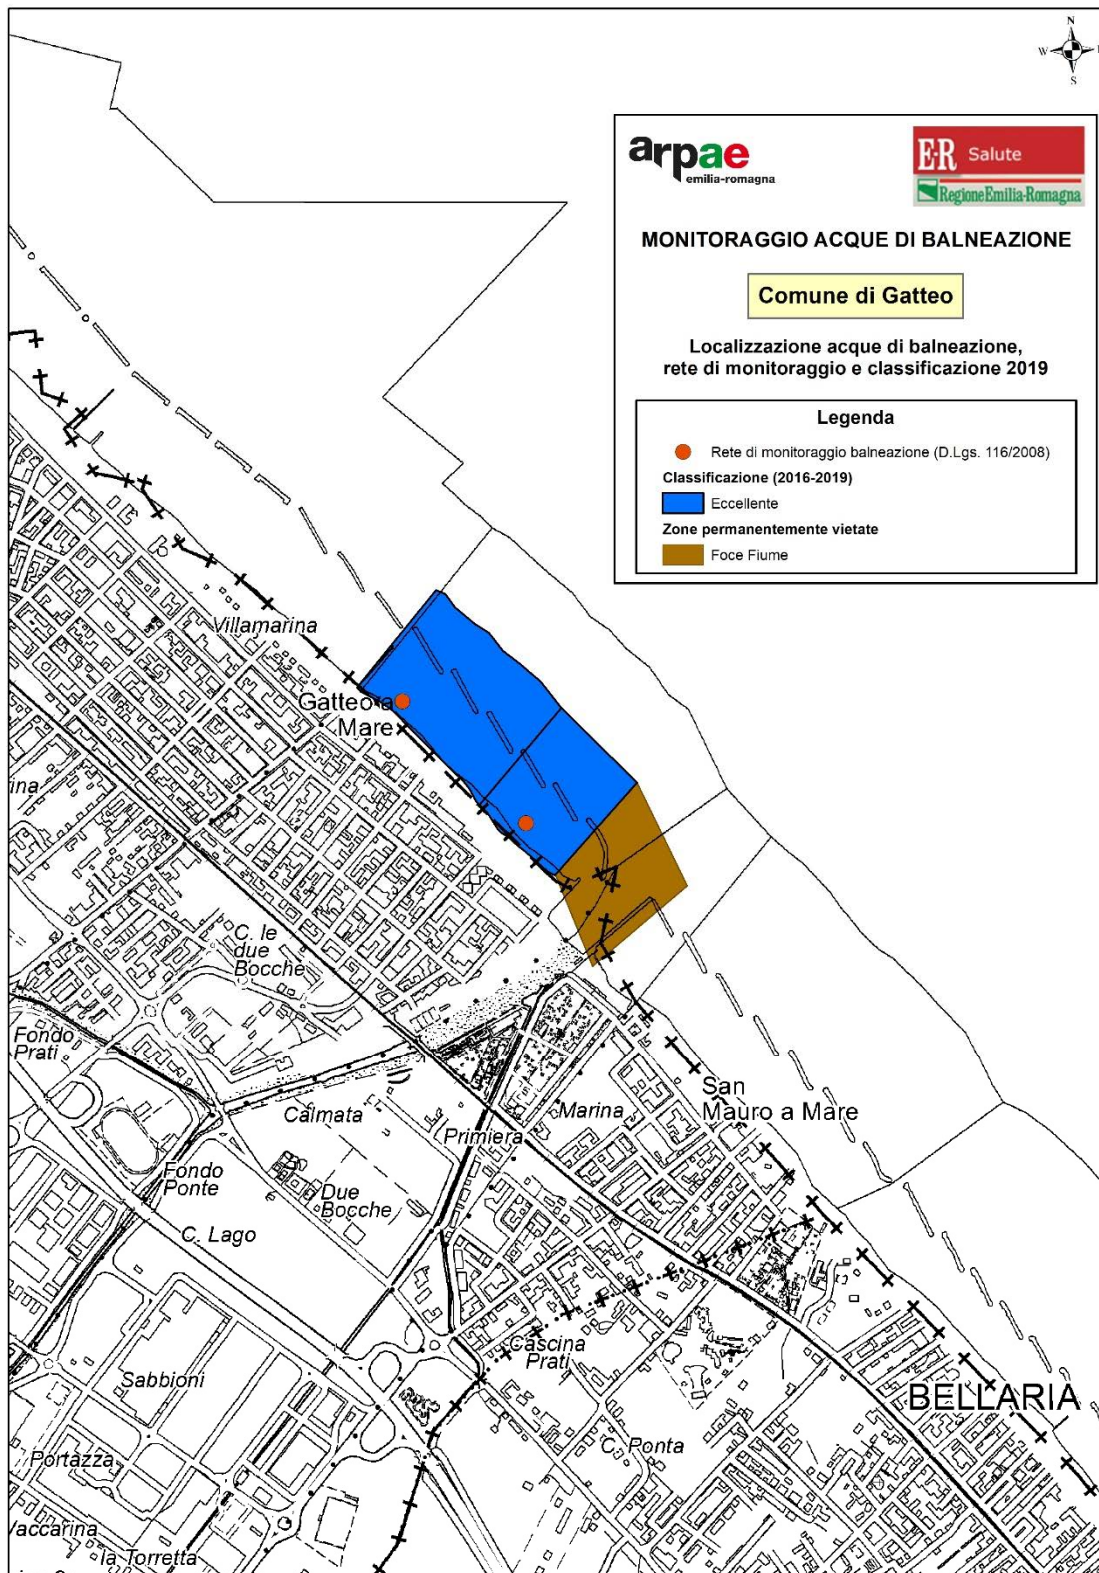 N
W
S
arpae
emilia-romagna
E-R Salute
RegioneEmilia-Romagna
MONITORAGGIO ACQUE DI BALNEAZIONE
Comune di Gatteo
Localizzazione acque di balneazione,
rete di monitoraggio e classificazione 2019
Legenda
Rete di monitoraggio balneazione (D.Lgs. 116/2008)
Classificazione (2016-2019)
Eccellente
Zone permanentemente vietate
Foce Fiume
Villamarina
Gatteo a
Mare
C. le
due
Bocche
Fondo
Prati
Calmata
Marina
Primiera
San
Mauro a Mare
Fondo
Ponte
Due
Bocche
C. Lago
Cascina
Prati
Sabbioni
BELLARIA
C. Ponta
Portazza
la Torretta